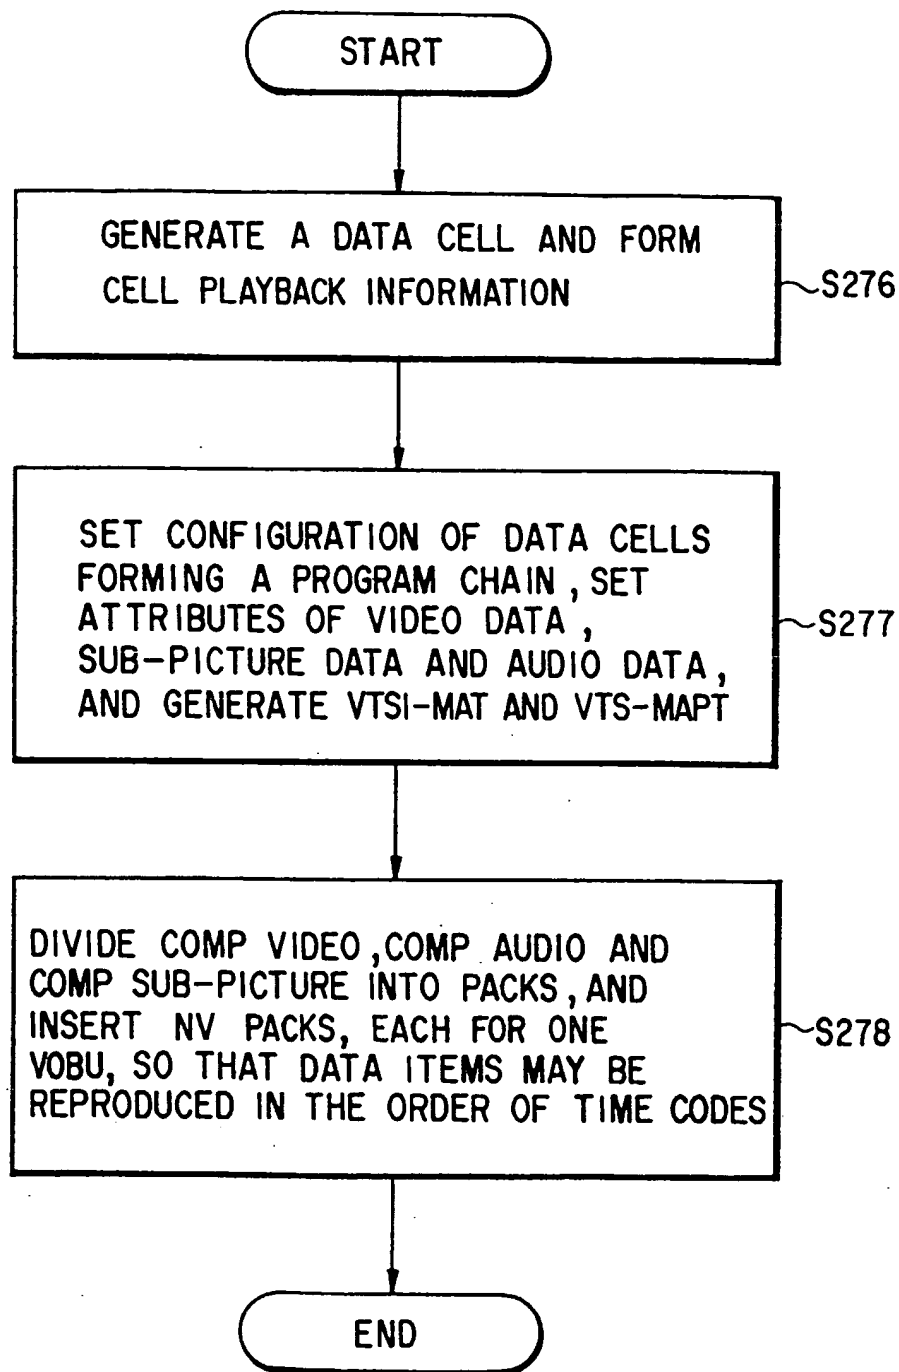 START
GENERATE A DATA CELL AND FORM
CELL PLAYBACK INFORMATION
S276
SET CONFIGURATION OF DATA CELLS
FORMING A PROGRAM CHAIN, SET
ATTRIBUTES OF VIDEO DATA,
SUB-PICTURE DATA AND AUDIO DATA,
AND GENERATE VTSI-MAT AND VTS-MAPT
S277
DIVIDE COMP VIDEO, COMP AUDIO AND
COMP SUB-PICTURE INTO PACKS, AND
INSERT NV PACKS, EACH FOR ONE
VOBU, SO THAT DATA ITEMS MAY BE
REPRODUCED IN THE ORDER OF TIME CODES
S278
END